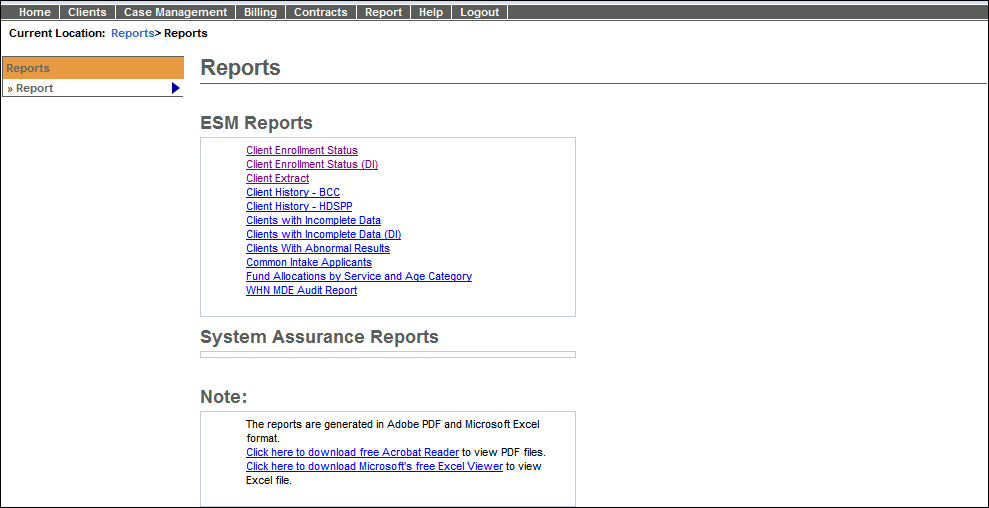 Home Clients Case Management Billing Contracts Report Help Logout
Current Location: Reports> Reports
Reports
» Report
Reports
ESM Reports
Client Enrollment Status
Client Enrollment Status (DI)
Client Extract
Client History - BCC
Client History - HDSPP
Clients with Incomplete Data
Clients with Incomplete Data (DI)
Clients With Abnormal Results
Common Intake Applicants
Fund Allocations by Service and Age Category
WHN MDE Audit Report
System Assurance Reports
Note:
The reports are generated in Adobe PDF and Microsoft Excel
format.
Click here to download free Acrobat Reader to view PDF files.
Click here to download Microsoft's free Excel Viewer to view
Excel file.